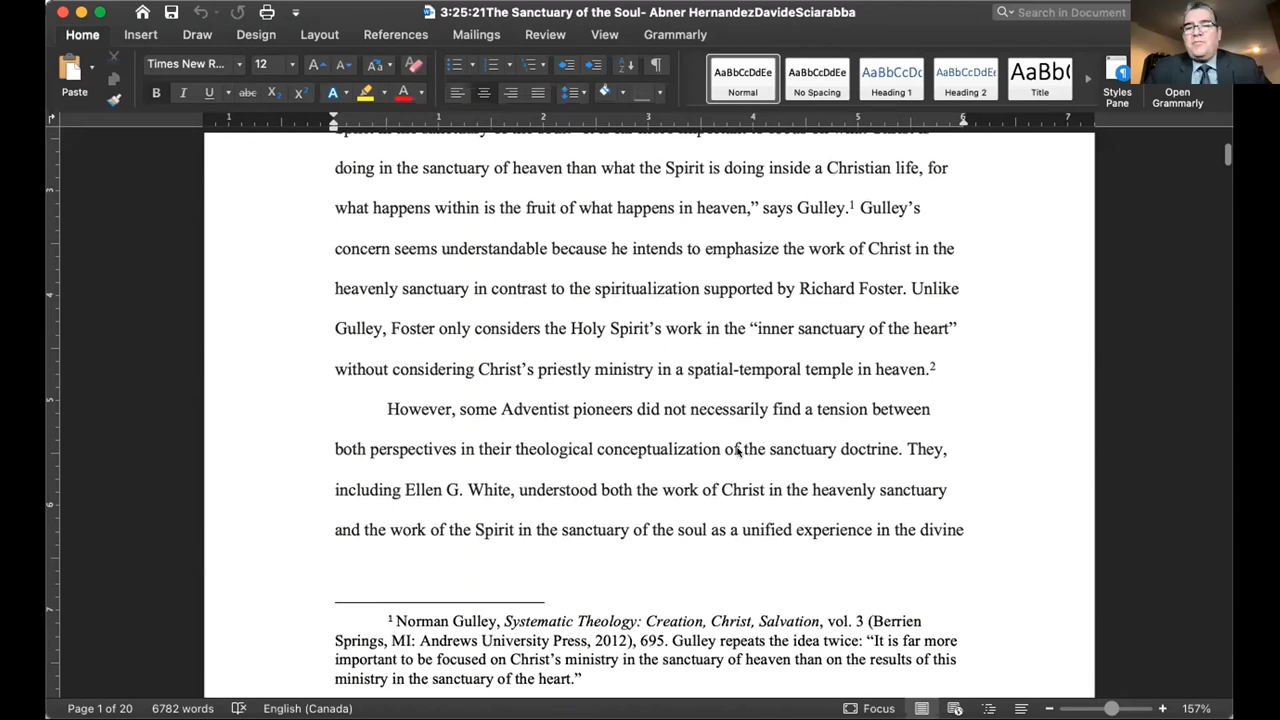 3:25:21The Sanctuary of the Soul- Abner HernandezDavideSciarabba
Search in Document
Home Insert Draw Design Layout References Mailings Review View Grammarly
Paste
Times New R... 12
AaBbCcDdEe AaBbCcDdEe AaBbCcDc AaBbCcDdEe AaBbC(
Normal No Spacing Heading 1 Heading 2 Title
Styles Pane
Open Grammarly
doing in the sanctuary of heaven than what the Spirit is doing inside a Christian life, for
what happens within is the fruit of what happens in heaven,” says Gulley.1 Gulley’s
concern seems understandable because he intends to emphasize the work of Christ in the
heavenly sanctuary in contrast to the spiritualization supported by Richard Foster. Unlike
Gulley, Foster only considers the Holy Spirit’s work in the “inner sanctuary of the heart”
without considering Christ’s priestly ministry in a spatial-temporal temple in heaven.2
However, some Adventist pioneers did not necessarily find a tension between
both perspectives in their theological conceptualization of the sanctuary doctrine. They,
including Ellen G. White, understood both the work of Christ in the heavenly sanctuary
and the work of the Spirit in the sanctuary of the soul as a unified experience in the divine
1 Norman Gulley, Systematic Theology: Creation, Christ, Salvation, vol. 3 (Berrien
Springs, MI: Andrews University Press, 2012), 695. Gulley repeats the idea twice: “It is far more
important to be focused on Christ’s ministry in the sanctuary of heaven than on the results of this
ministry in the sanctuary of the heart.”
Page 1 of 20 6782 words English (Canada) Focus 157%